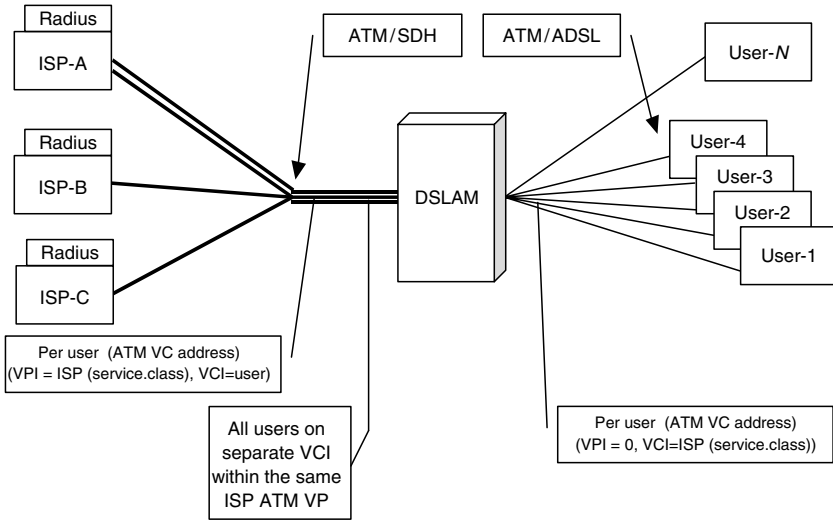 Radius
ISP-A
Radius
ISP-B
Radius
ISP-C
ATM/SDH
ATM/ADSL
DSLAM
User-N
User-4
User-3
User-2
User-1
Per user (ATM VC address)
(VPI = ISP (service.class), VCI=user)
All users on
separate VCI
within the same
ISP ATM VP
Per user (ATM VC address)
(VPI = 0, VCI=ISP (service.class))